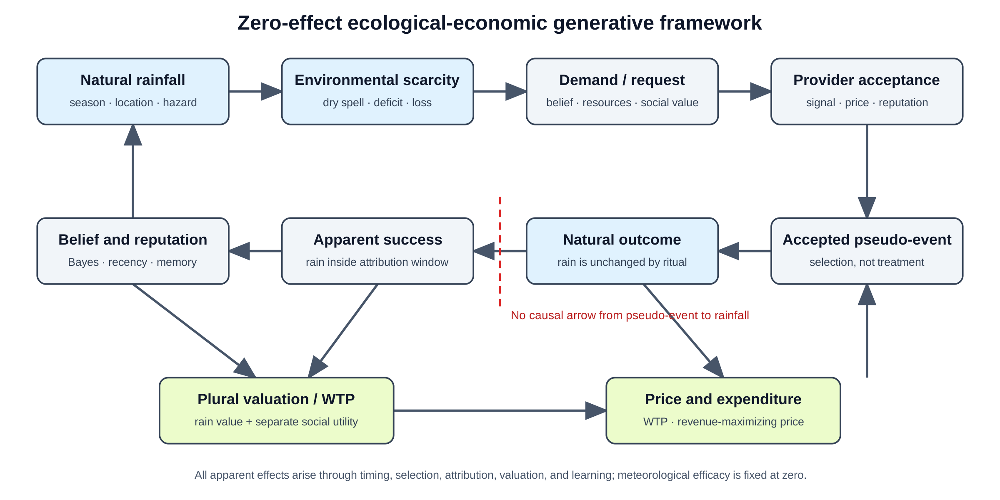 Zero-effect ecological-economic generative framework
Natural rainfall
season · location · hazard
Environmental scarcity
dry spell · deficit · loss
Demand / request
belief · resources · social value
Provider acceptance
signal · price · reputation
Belief and reputation
Bayes · recency · memory
Apparent success
rain inside attribution window
Natural outcome
rain is unchanged by ritual
Accepted pseudo-event
selection, not treatment
No causal arrow from pseudo-event to rainfall
Plural valuation / WTP
rain value + separate social utility
Price and expenditure
WTP · revenue-maximizing price
All apparent effects arise through timing, selection, attribution, valuation, and learning; meteorological efficacy is fixed at zero.